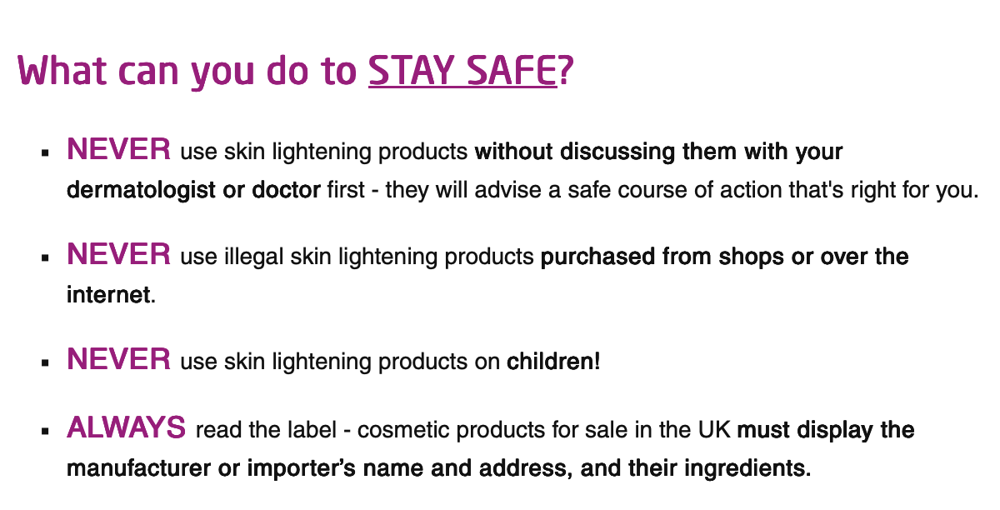 What can you do to STAY SAFE?
▪ NEVER use skin lightening products without discussing them with your
dermatologist or doctor first - they will advise a safe course of action that's right for you.
▪ NEVER use illegal skin lightening products purchased from shops or over the
internet.
▪ NEVER use skin lightening products on children!
▪ ALWAYS read the label - cosmetic products for sale in the UK must display the
manufacturer or importer’s name and address, and their ingredients.